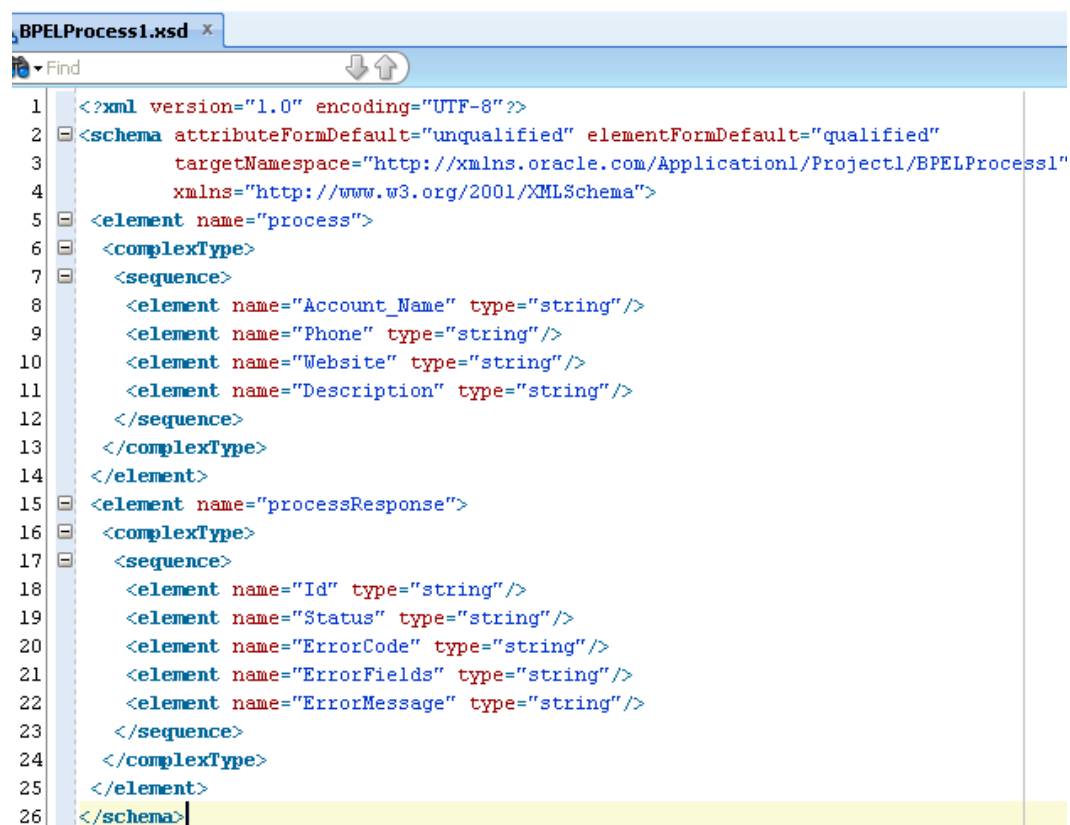 BPELProcess1.xsd x
Find
1 <?xml version="1.0" encoding="UTF-8"?>
2 <schema attributeFormDefault="unqualified" elementFormDefault="qualified"
3 targetNamespace="http://xmlns.oracle.com/Application1/Project1/BPELProcess1"
4 xmlns="http://www.w3.org/2001/XMLSchema">
5 <element name="process">
6 <complexType>
7 <sequence>
8 <element name="Account_Name" type="string"/>
9 <element name="Phone" type="string"/>
10 <element name="Website" type="string"/>
11 <element name="Description" type="string"/>
12 </sequence>
13 </complexType>
14 </element>
15 <element name="processResponse">
16 <complexType>
17 <sequence>
18 <element name="Id" type="string"/>
19 <element name="Status" type="string"/>
20 <element name="ErrorCode" type="string"/>
21 <element name="ErrorFields" type="string"/>
22 <element name="ErrorMessage" type="string"/>
23 </sequence>
24 </complexType>
25 </element>
26 </schema>